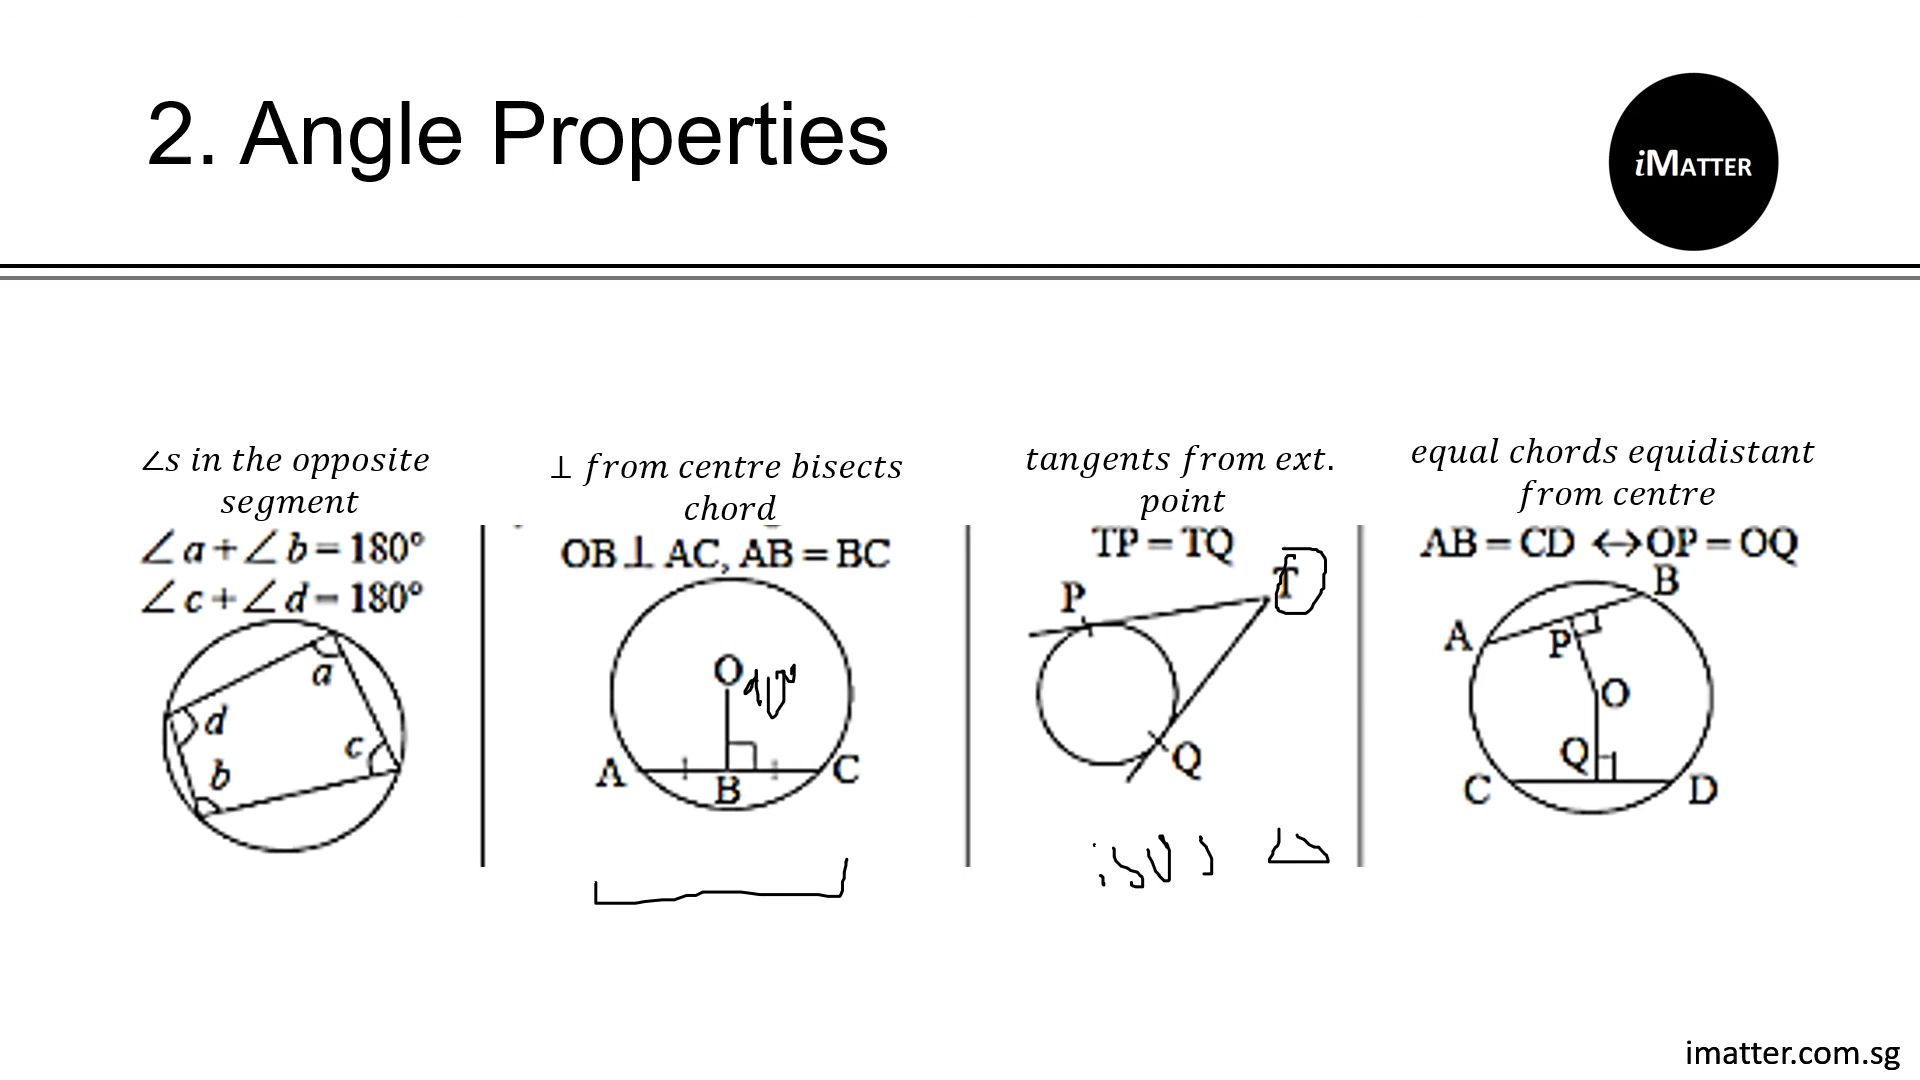 2. Angle Properties
iMATTER
∠s in the opposite
segment
∠a+∠b=180°
∠c+∠d=180°
a
d
c
b
⊥ from centre bisects
chord
OB⊥AC, AB=BC
O
A
B
C
tangents from ext.
point
TP=TQ
T
P
Q
equal chords equidistant
from centre
AB=CD ↔OP=OQ
B
A
P
O
Q
C
D
imatter.com.sg